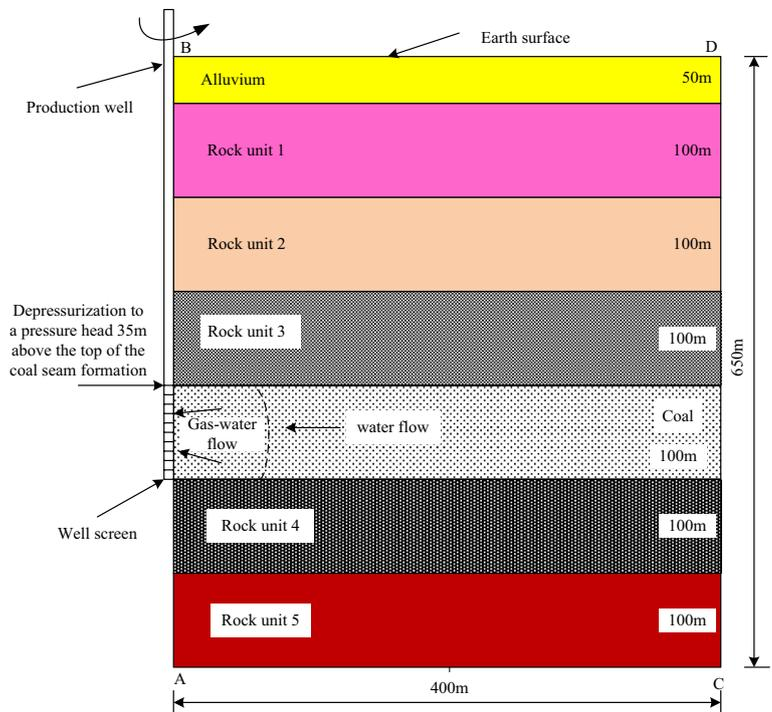 Earth surface
B
D
Production well
Alluvium
50m
Rock unit 1
100m
Rock unit 2
100m
Depressurization to
a pressure head 35m
above the top of the
coal seam formation
Rock unit 3
100m
650m
Gas-water
flow
water flow
Coal
100m
Well screen
Rock unit 4
100m
Rock unit 5
100m
A
C
400m